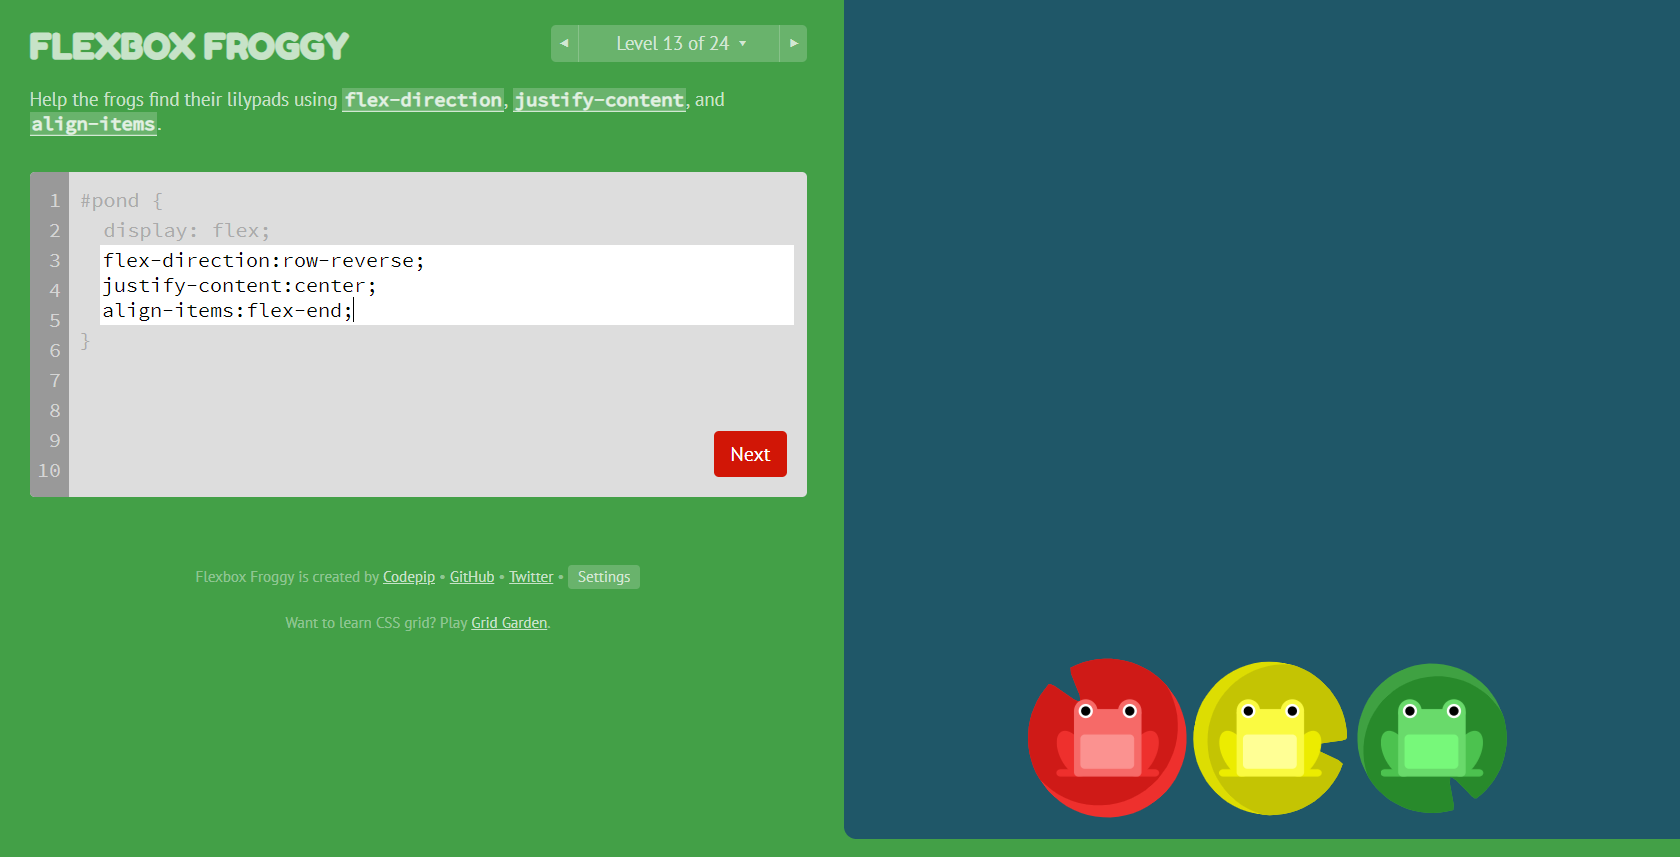 FLEXBOX FROGGY
◀ Level 13 of 24 ▼ ▶
Help the frogs find their lilypads using flex-direction, justify-content, and
align-items.
1 #pond {
2 display: flex;
3 flex-direction:row-reverse;
4 justify-content:center;
5 align-items:flex-end;
6 }
7
8
9
10
Next
Flexbox Froggy is created by Codepip • GitHub • Twitter • Settings
Want to learn CSS grid? Play Grid Garden.